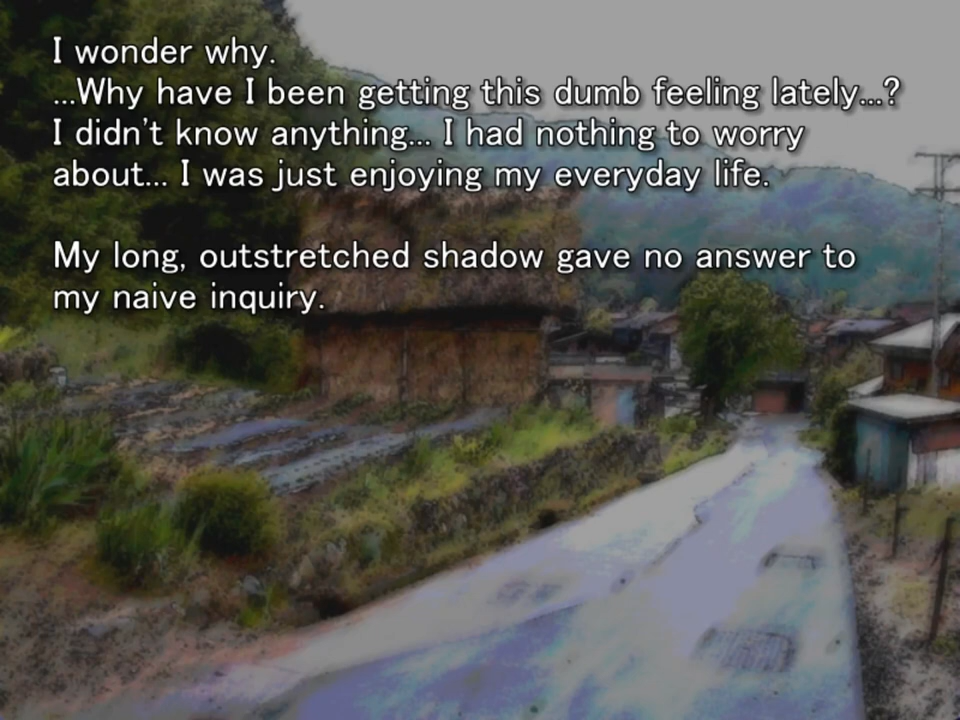 I wonder why.
...Why have I been getting this dumb feeling lately...?
I didn't know anything... I had nothing to worry
about... I was just enjoying my everyday life.
My long, outstretched shadow gave no answer to
my naive inquiry.